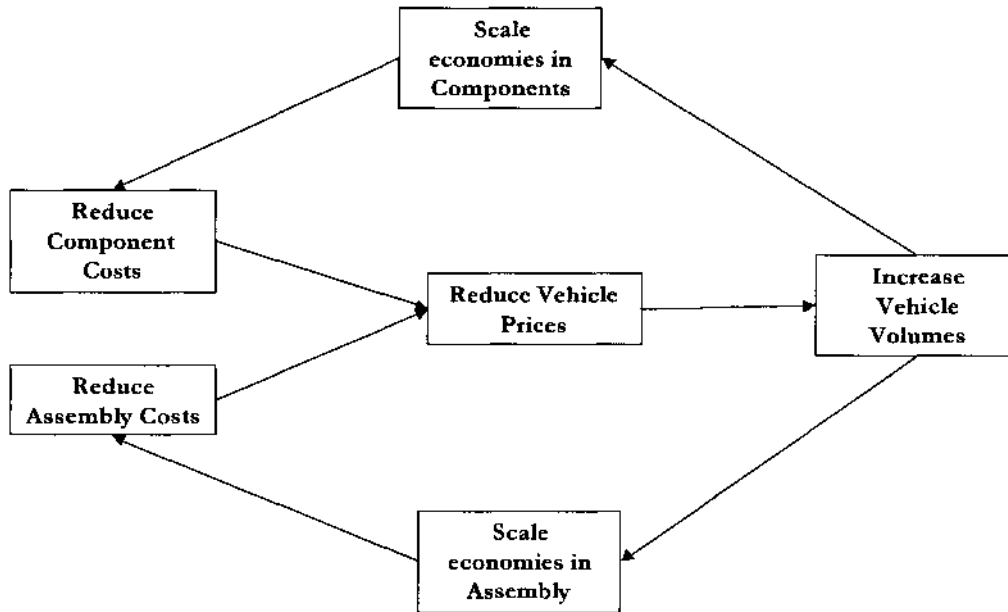 Scale
economies in
Components
Reduce
Component
Costs
Reduce Vehicle
Prices
Increase
Vehicle
Volumes
Reduce
Assembly Costs
Scale
economies in
Assembly